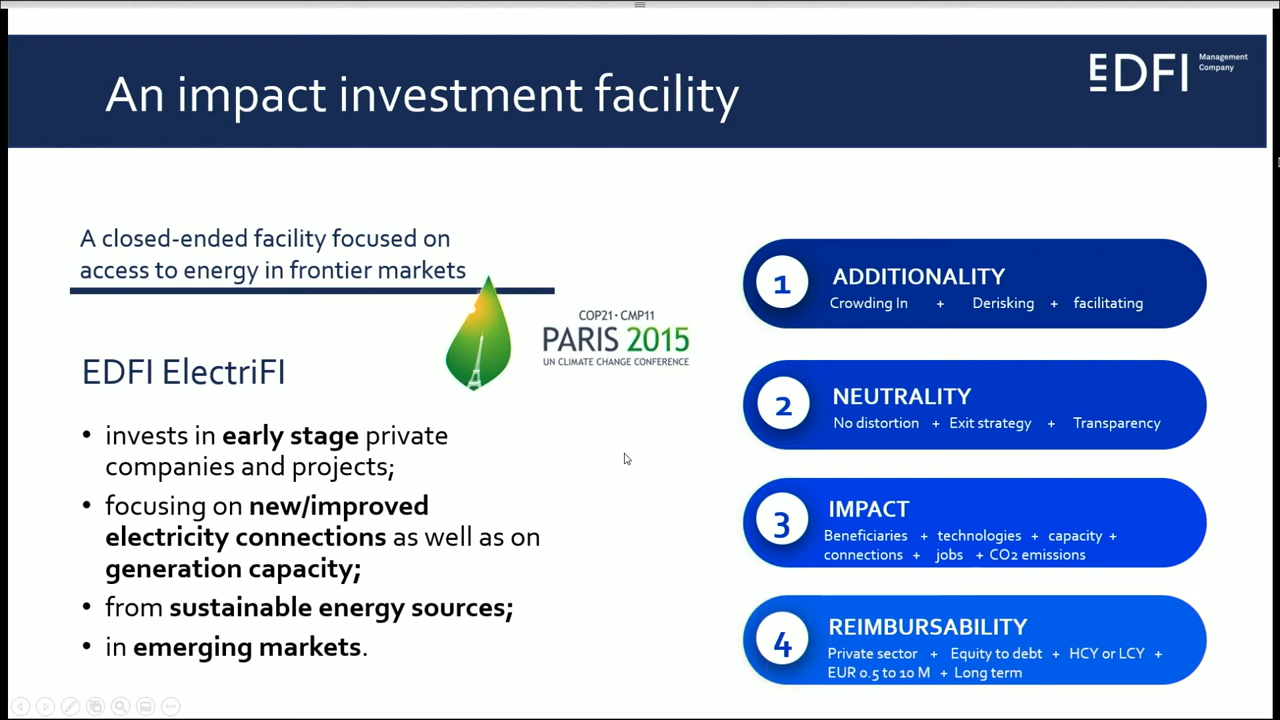 An impact investment facility
EDFI Management
Company
A closed-ended facility focused on
access to energy in frontier markets
COP21 • CMP11
PARIS 2015
UN CLIMATE CHANGE CONFERENCE
EDFI ElectriFI
• invests in early stage private
companies and projects;
• focusing on new/improved
electricity connections as well as on
generation capacity;
• from sustainable energy sources;
• in emerging markets.
1 ADDITIONALITY
Crowding In + Derisking + facilitating
2 NEUTRALITY
No distortion + Exit strategy + Transparency
3 IMPACT
Beneficiaries + technologies + capacity +
connections + jobs + CO2 emissions
4 REIMBURSABILITY
Private sector + Equity to debt + HCY or LCY +
EUR 0.5 to 10 M + Long term